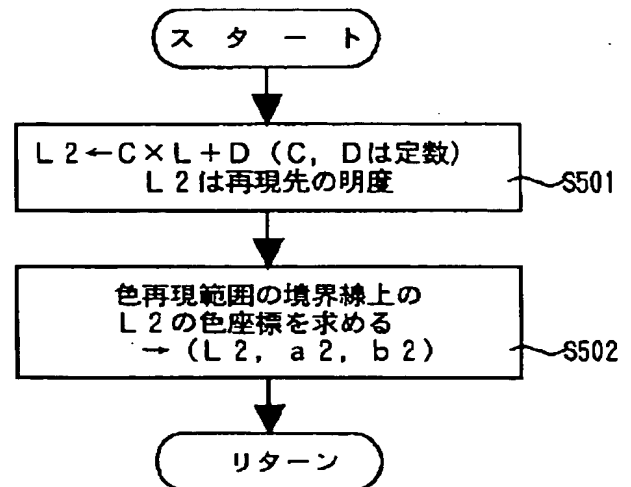 スタート
L2←C×L+D (C, Dは定数)
L2は再現先の明度
S501
色再現範囲の境界線上の
L2の色座標を求める
→ (L2, a2, b2)
S502
リターン